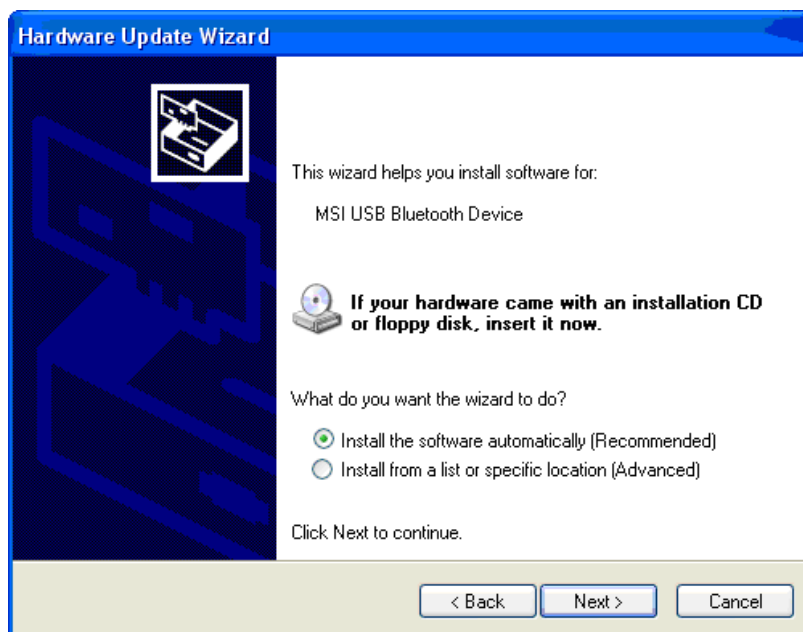 Hardware Update Wizard
This wizard helps you install software for:
MSI USB Bluetooth Device
If your hardware came with an installation CD
or floppy disk, insert it now.
What do you want the wizard to do?
Install the software automatically (Recommended)
Install from a list or specific location (Advanced)
Click Next to continue.
< Back Next > Cancel